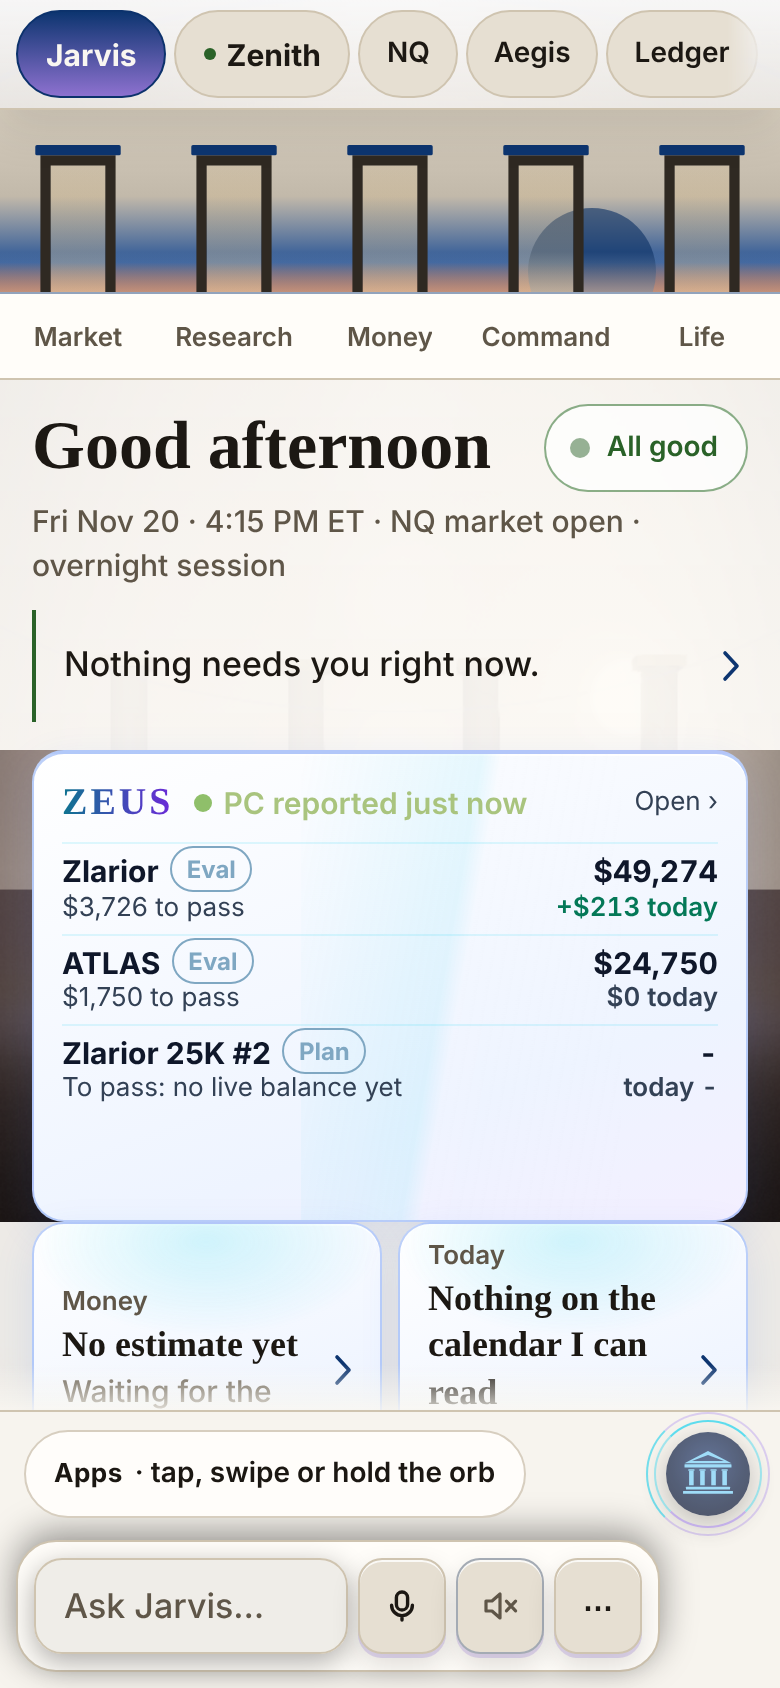 Jarvis
Zenith
NQ
Aegis
Ledger
Market
Research
Money
Command
Life
Good afternoon
All good
Fri Nov 20 · 4:15 PM ET · NQ market open ·
overnight session
Nothing needs you right now.
ZEUS
PC reported just now
Open ›
Zlarior
Eval
$49,274
$3,726 to pass
+$213 today
ATLAS
Eval
$24,750
$1,750 to pass
$0 today
Zlarior 25K #2
Plan
-
To pass: no live balance yet
today -
Money
No estimate yet
Waiting for the
Today
Nothing on the
calendar I can
read
Apps · tap, swipe or hold the orb
Ask Jarvis...
...